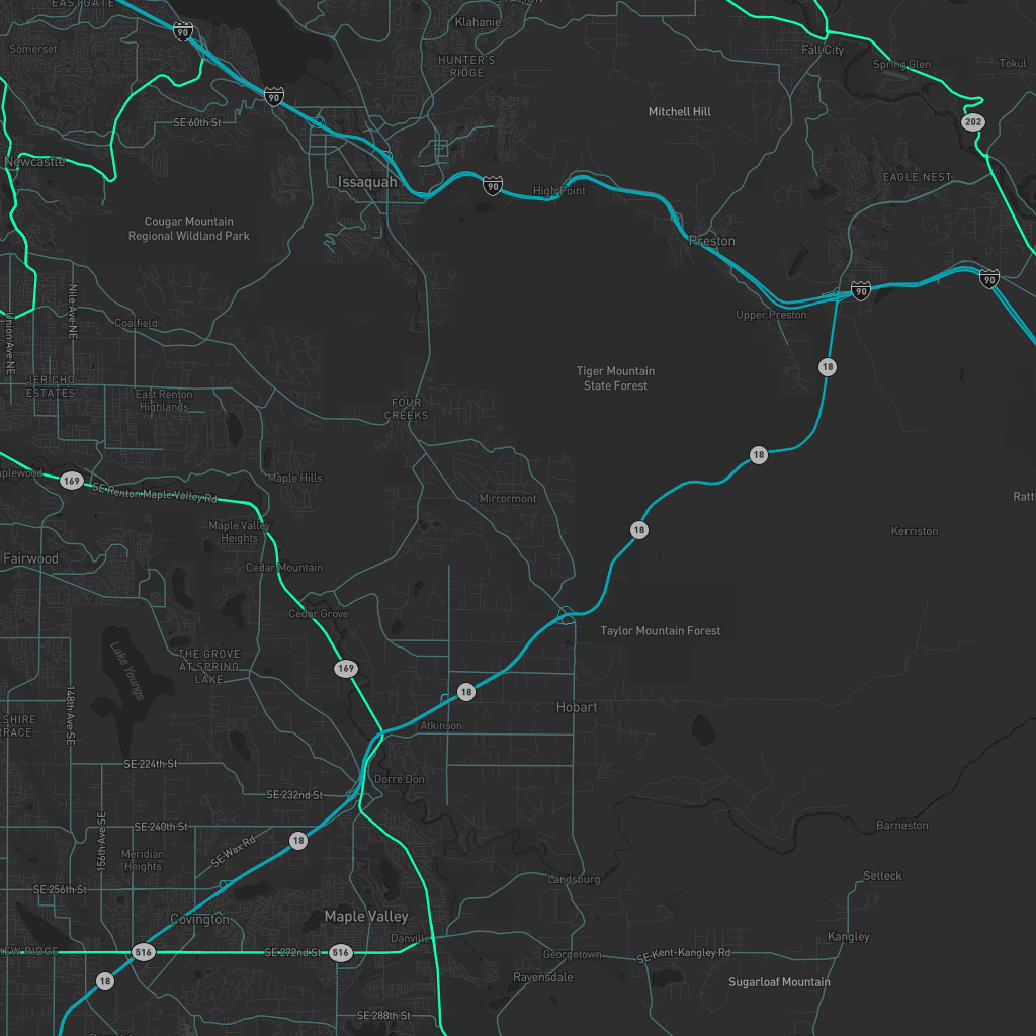 EASTGATE
90
Klahanie
STATION
Somerset
HUNTER'S
RIDGE
Fall City
Spring Glen
Tokul
90
Mitchell Hill
SE 60th St
202
Newcastle
Issaquah
90
High Point
EAGLE NEST
Cougar Mountain
Regional Wildland Park
Preston
90
90
Nile Ave NE
Union Ave NE
Coalfield
Upper Preston
18
Tiger Mountain
State Forest
JERICHO
ESTATES
East Renton
Highlands
FOUR
CREEKS
18
169
SE Renton Maple Valley Rd
Maple Hills
Mirrormont
Maple Valley
Heights
18
Kerriston
Fairwood
Cedar Mountain
Cedar Grove
Taylor Mountain Forest
Lake Youngs
THE GROVE
AT SPRING
LAKE
169
148th Ave SE
18
Hobart
Atkinson
SE 224th St
Dorre Don
SE 232nd St
156th Ave SE
SE 240th St
18
SE Wax Rd
Barneston
Meridian
Heights
SE 256th St
Landsburg
Selleck
Covington
Maple Valley
Danville
Kangley
516
SE 272nd St
516
Georgetown
SE Kent-Kangley Rd
18
Ravensdale
Sugarloaf Mountain
SE 288th St